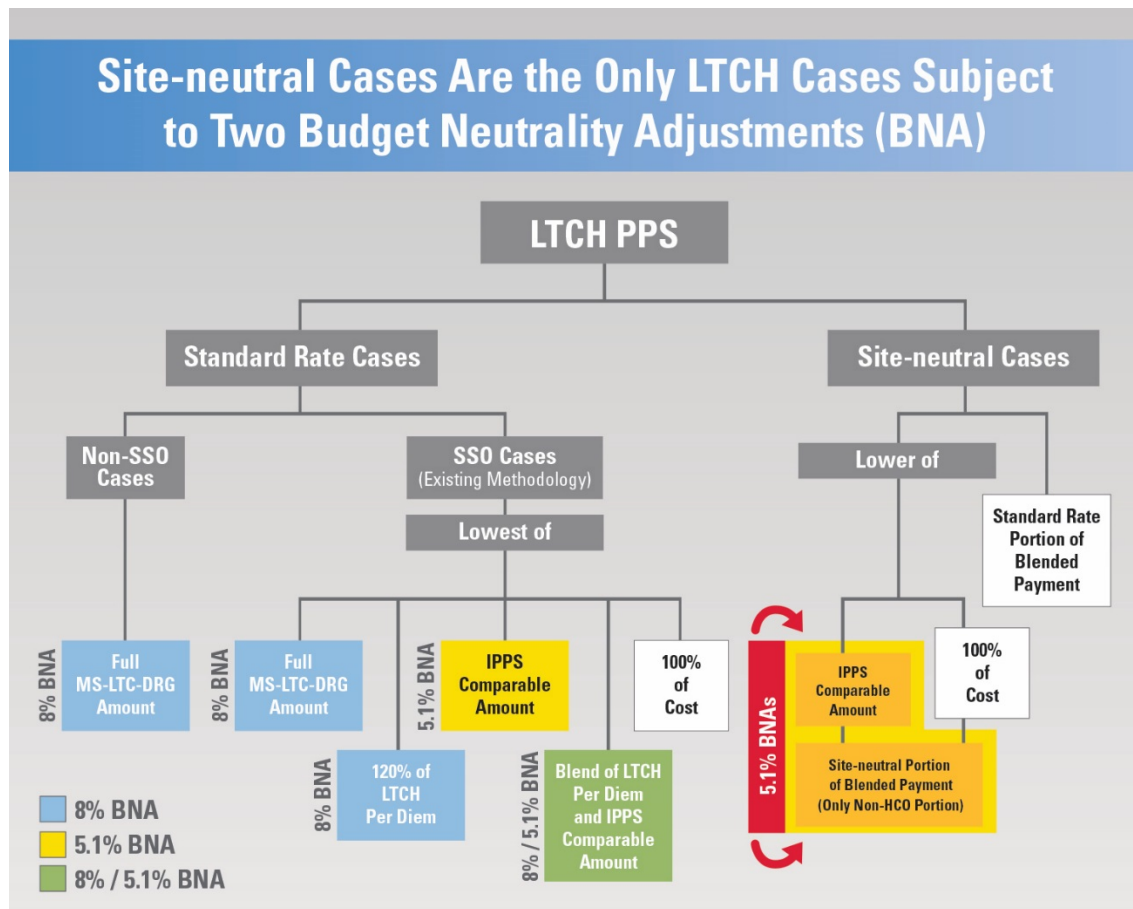 Site-neutral Cases Are the Only LTCH Cases Subject
to Two Budget Neutrality Adjustments (BNA)
LTCH PPS
Standard Rate Cases
Site-neutral Cases
Non-SSO
Cases
SSO Cases
(Existing Methodology)
Lowest of
Lower of
Standard Rate
Portion of
Blended
Payment
8% BNA
Full
MS-LTC-DRG
Amount
8% BNA
Full
MS-LTC-DRG
Amount
8% BNA
120% of
LTCH
Per Diem
5.1% BNA
IPPS
Comparable
Amount
8% / 5.1% BNA
Blend of LTCH
Per Diem
and IPPS
Comparable
Amount
100%
of
Cost
5.1% BNAs
IPPS
Comparable
Amount
100%
of
Cost
Site-neutral Portion
of Blended Payment
(Only Non-HCO Portion)
8% BNA
5.1% BNA
8% / 5.1% BNA